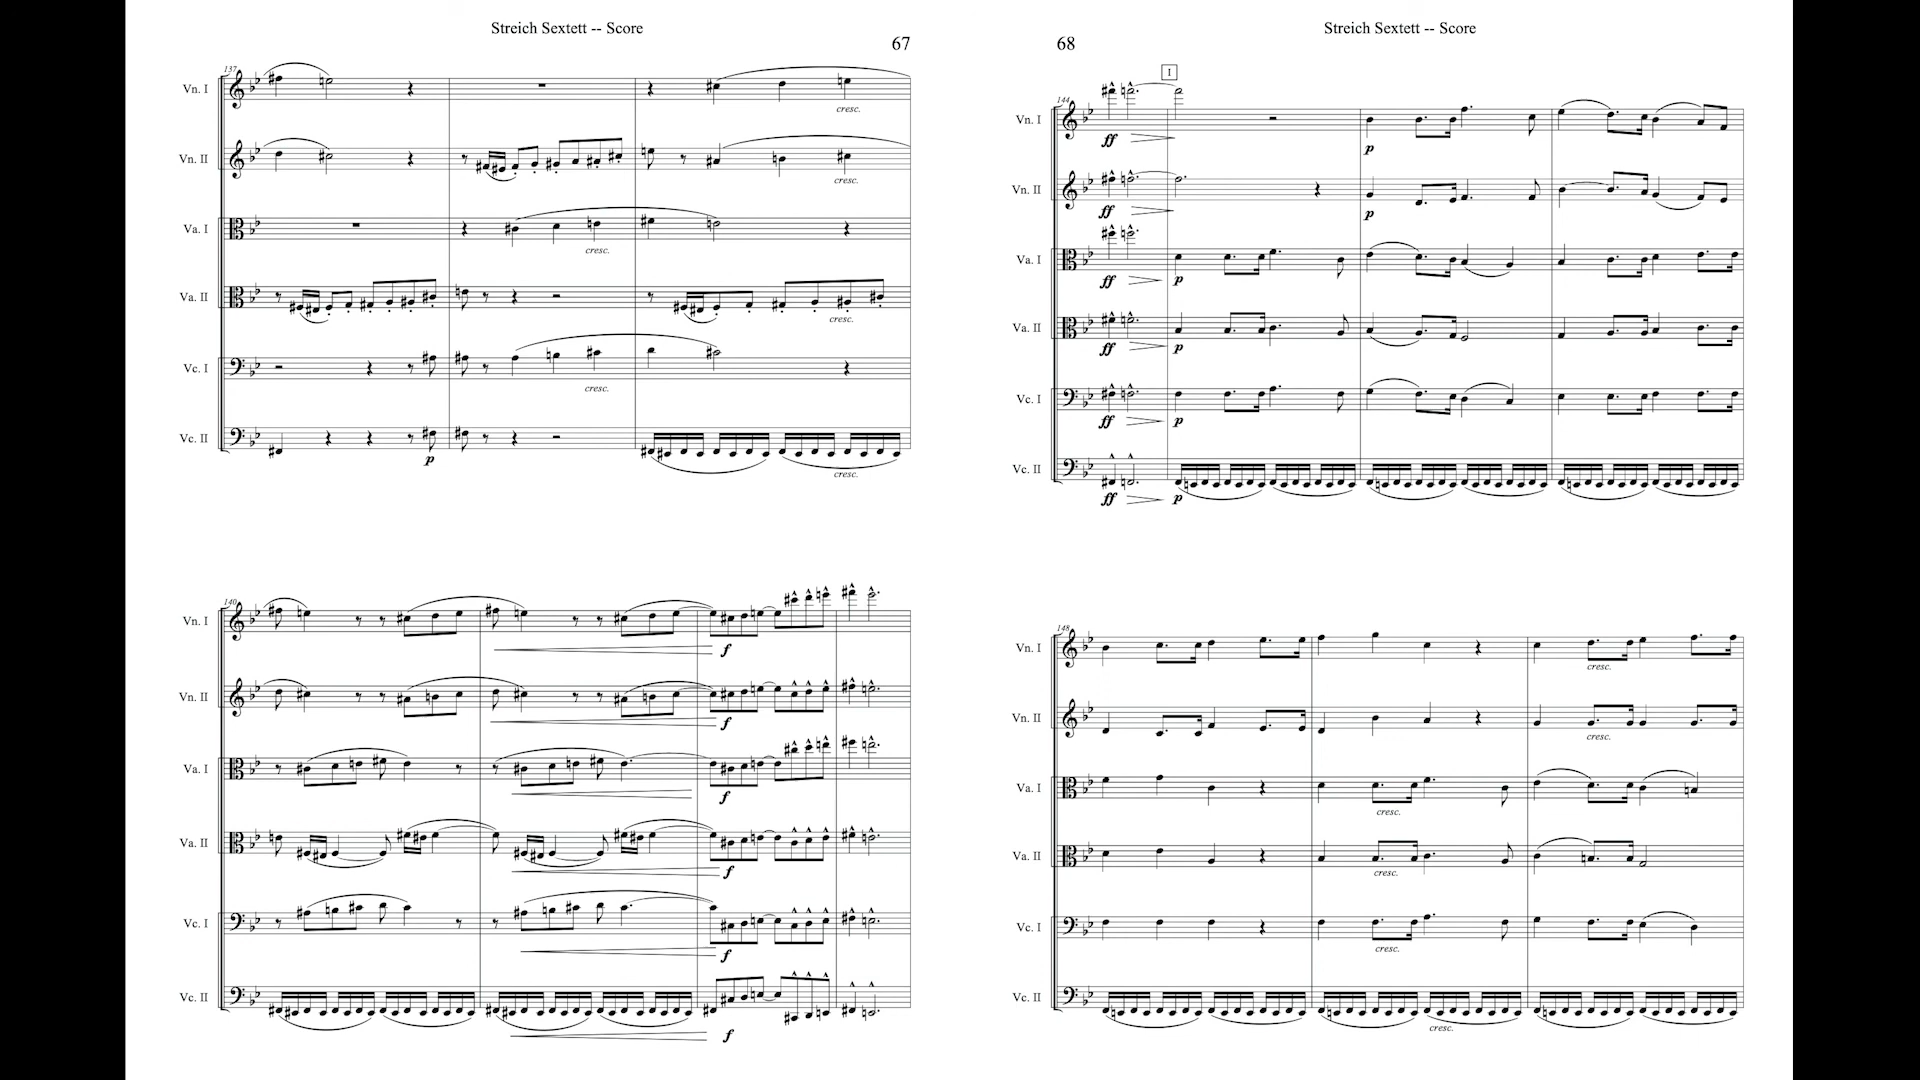 Streich Sextett -- Score
67
137
Vn. I
cresc.
Vn. II
cresc.
Va. I
cresc.
Va. II
cresc.
Vc. I
cresc.
Vc. II
p
cresc.
140
Vn. I
f
Vn. II
f
Va. I
f
Va. II
f
Vc. I
f
Vc. II
f
Streich Sextett -- Score
68
I
144
Vn. I
ff p
Vn. II
ff p
Va. I
ff p
Va. II
ff p
Vc. I
ff p
Vc. II
ff p
148
Vn. I
cresc.
Vn. II
cresc.
Va. I
cresc.
Va. II
cresc.
Vc. I
cresc.
Vc. II
cresc.